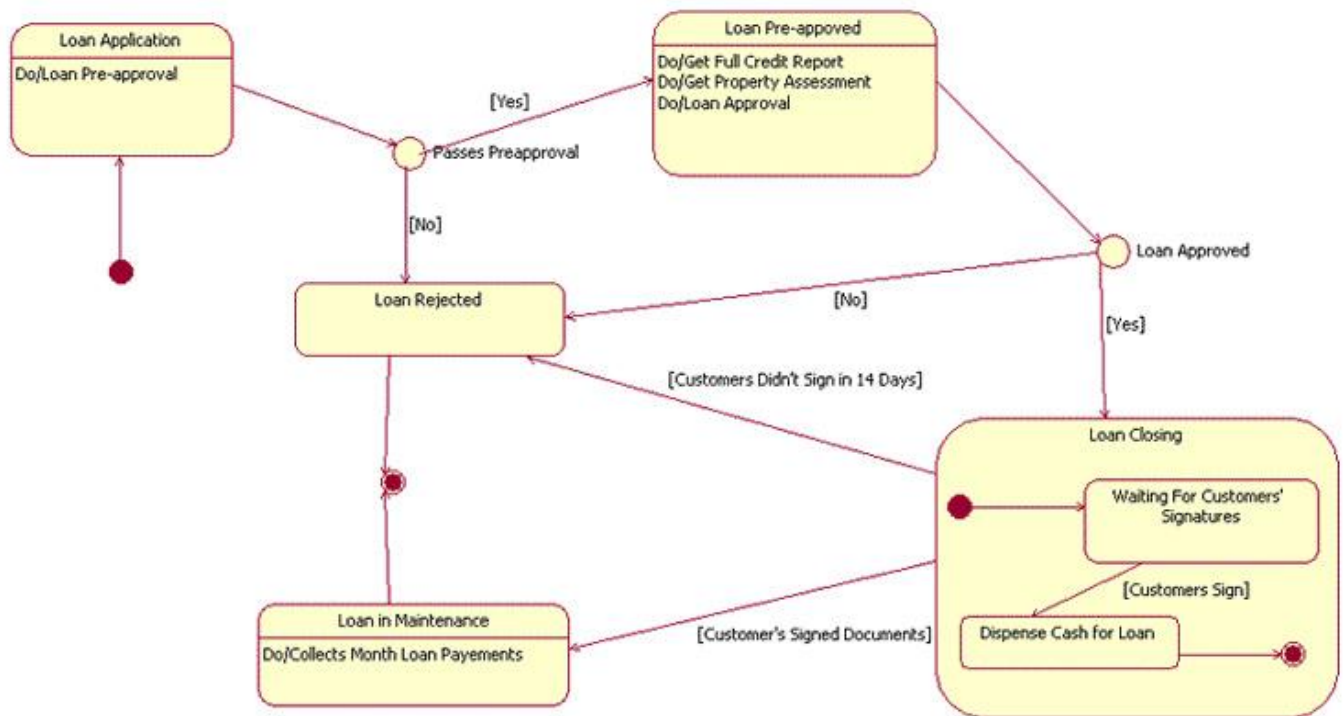 Loan Application
Do/Loan Pre-approval
Loan Pre-appoved
Do/Get Full Credit Report
Do/Get Property Assessment
Do/Loan Approval
[Yes]
Passes Preapproval
[No]
Loan Approved
Loan Rejected
[No]
[Yes]
[Customers Didn't Sign in 14 Days]
Loan Closing
Waiting For Customers'
Signatures
[Customers Sign]
Dispense Cash for Loan
[Customer's Signed Documents]
Loan in Maintenance
Do/Collects Month Loan Payements